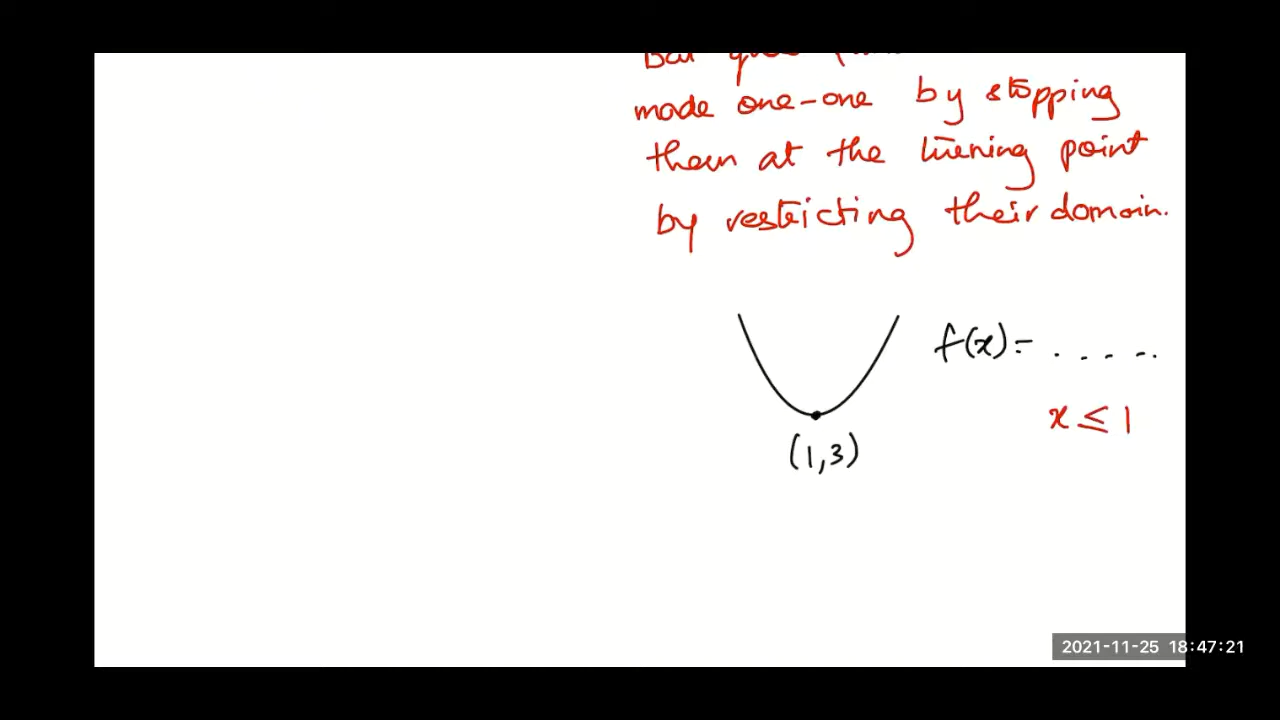 But
made one-one by stopping
them at the turning point
by restricting their domain.
f(x)= .....
x ≤ 1
(1,3)
2021-11-25 18:47:21